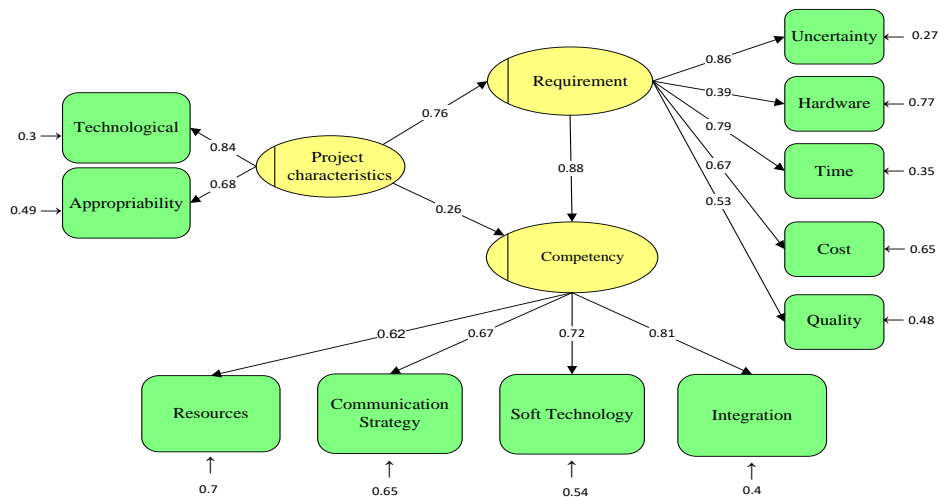 Technological
0.3
Appropriability
0.49
0.84
0.68
Project
characteristics
0.76
0.26
Requirement
0.88
Competency
0.86
0.39
0.79
0.67
0.53
Uncertainty
0.27
Hardware
0.77
Time
0.35
Cost
0.65
Quality
0.48
0.62
0.67
0.72
0.81
Resources
Communication
Strategy
Soft Technology
Integration
0.7
0.65
0.54
0.4